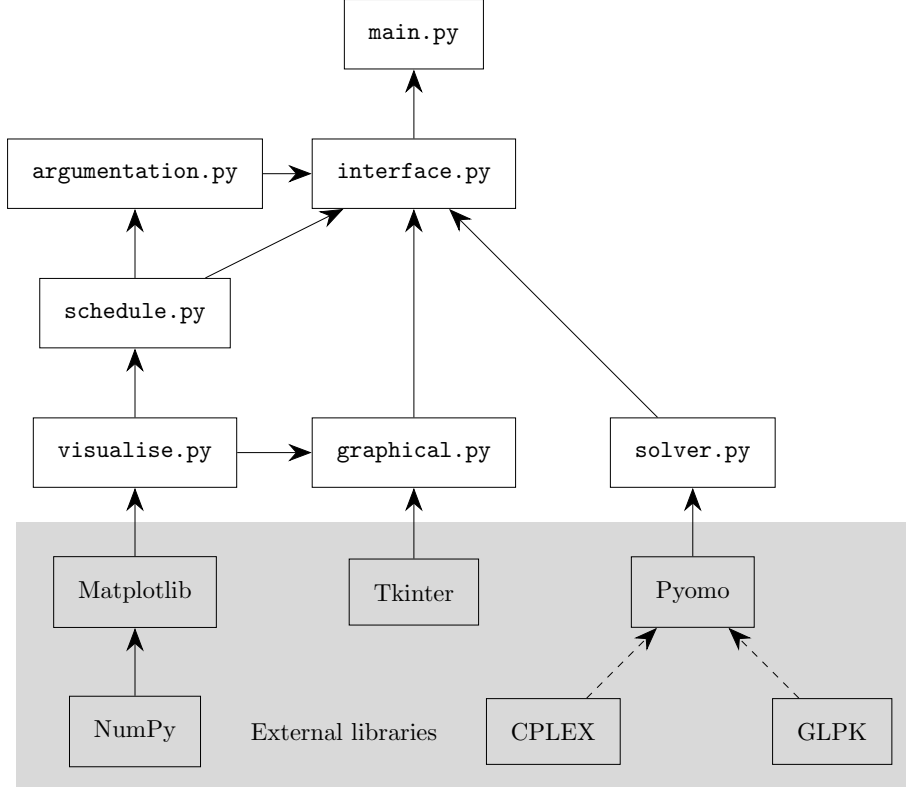 main.py
argumentation.py
interface.py
schedule.py
visualise.py
graphical.py
solver.py
Matplotlib
Tkinter
Pyomo
NumPy
External libraries
CPLEX
GLPK